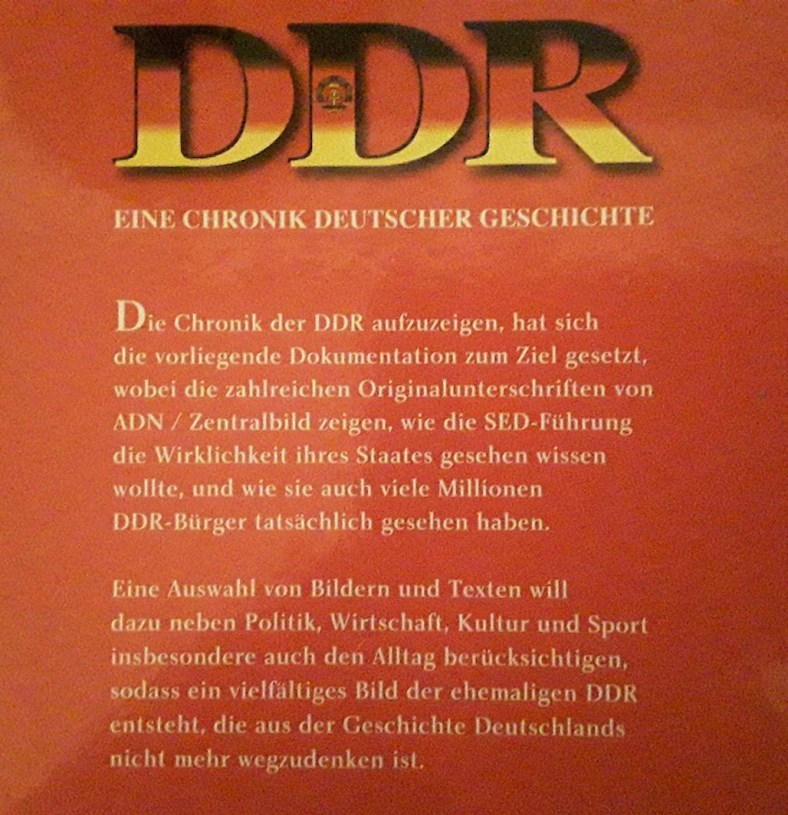 DDR
EINE CHRONIK DEUTSCHER GESCHICHTE
Die Chronik der DDR aufzuzeigen, hat sich
die vorliegende Dokumentation zum Ziel gesetzt,
wobei die zahlreichen Originalunterschriften von
ADN / Zentralbild zeigen, wie die SED-Führung
die Wirklichkeit ihres Staates gesehen wissen
wollte, und wie sie auch viele Millionen
DDR-Bürger tatsächlich gesehen haben.
Eine Auswahl von Bildern und Texten will
dazu neben Politik, Wirtschaft, Kultur und Sport
insbesondere auch den Alltag berücksichtigen,
sodass ein vielfältiges Bild der ehemaligen DDR
entsteht, die aus der Geschichte Deutschlands
nicht mehr wegzudenken ist.